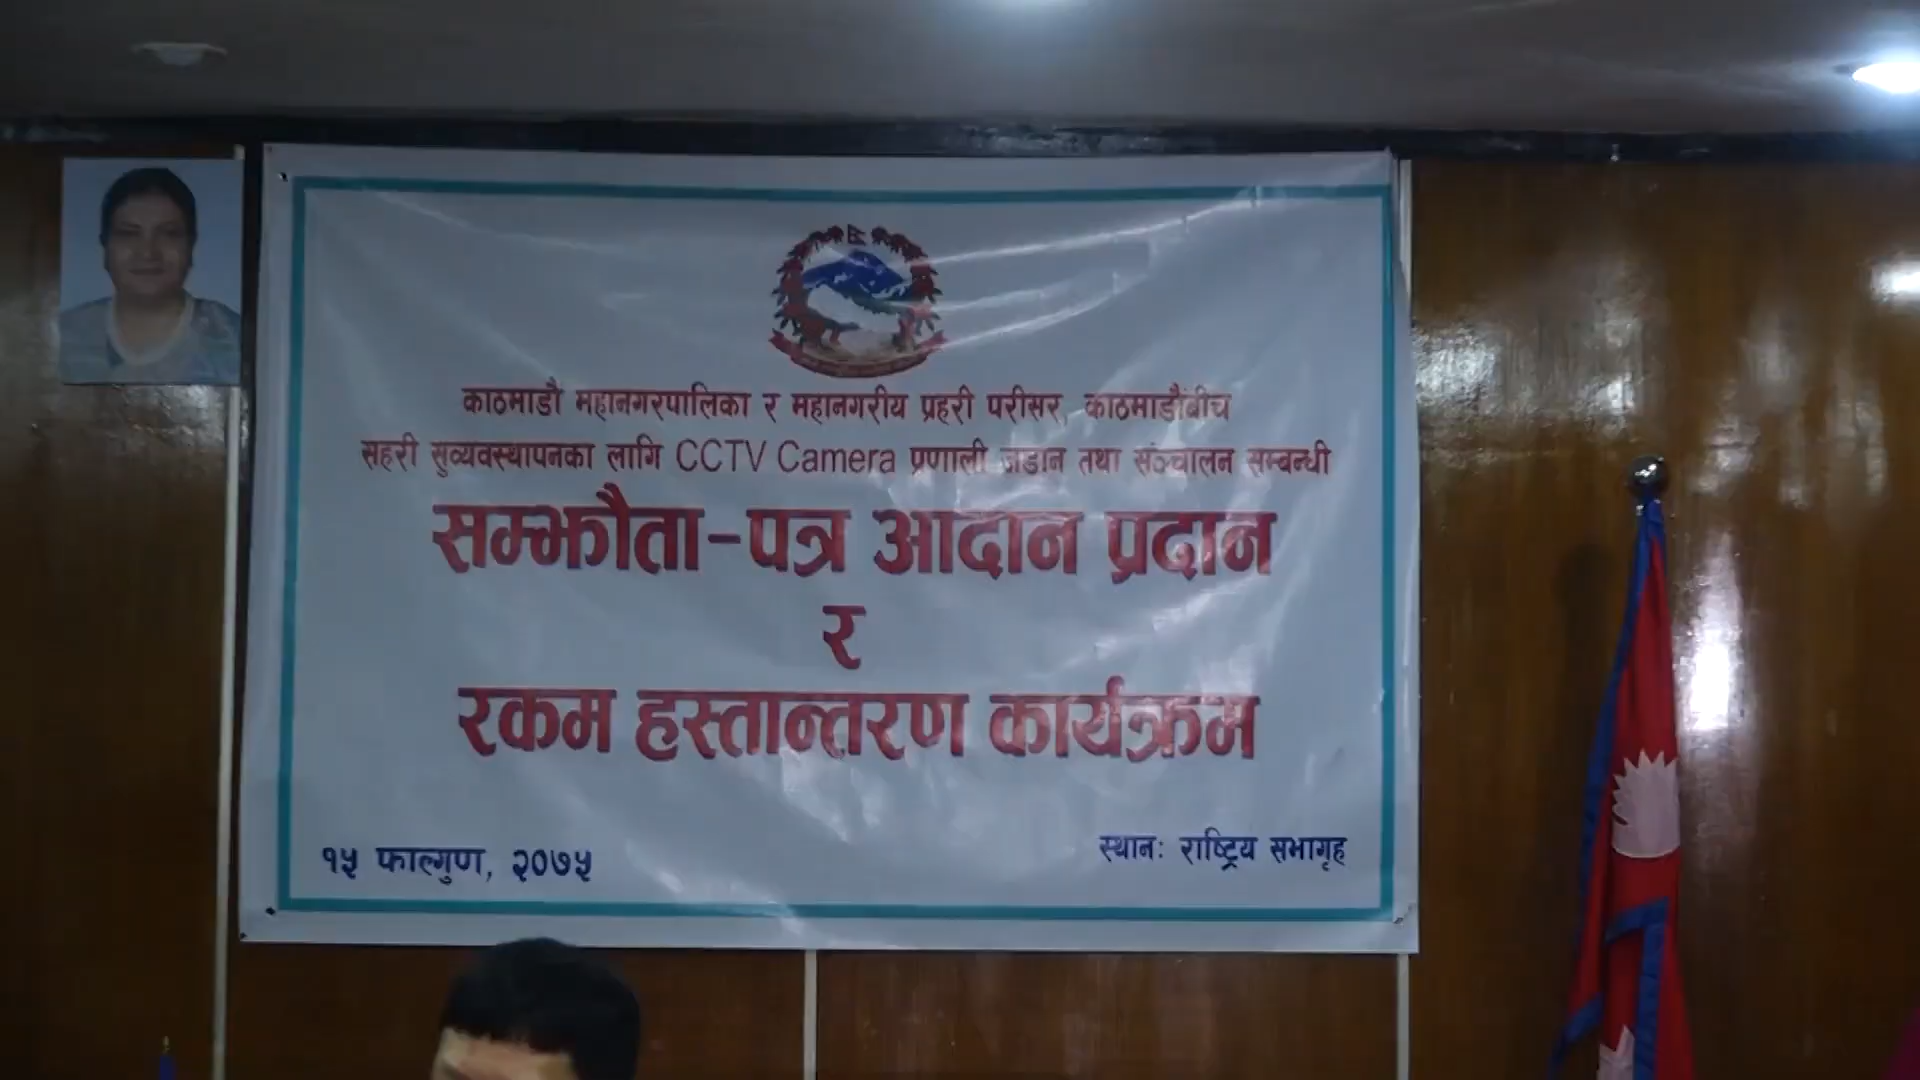 काठमाडौं महानगरपालिका र महानगरीय प्रहरी परीसर, काठमाडौंबीच
सहरी सुव्यवस्थापनका लागि CCTV Camera प्रणाली जडान तथा संञ्चालन सम्बन्धी
सम्झौता-पत्र आदान प्रदान
र
रकम हस्तान्तरण कार्यक्रम
१५ फाल्गुण, २०७५
स्थानः राष्ट्रिय सभागृह